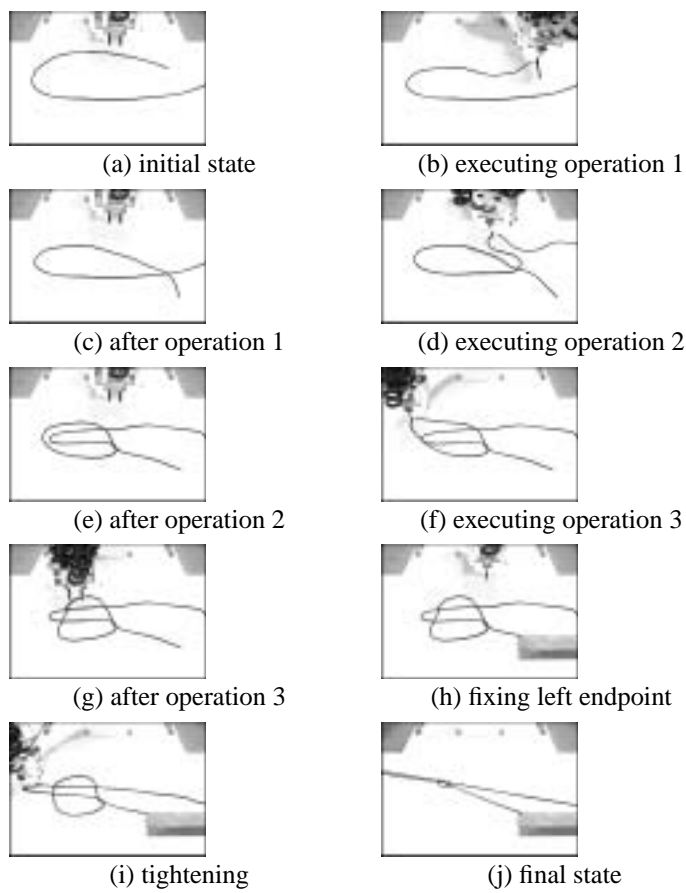 (a) initial state
(b) executing operation 1
(c) after operation 1
(d) executing operation 2
(e) after operation 2
(f) executing operation 3
(g) after operation 3
(h) fixing left endpoint
(i) tightening
(j) final state